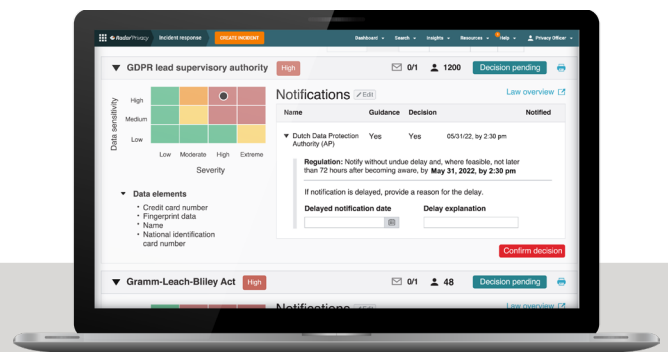 RadarPrivacy Incident response CREATE INCIDENT Dashboard Search Insights Resources Help Privacy Officer
GDPR lead supervisory authority High 0/1 1200 Decision pending
Data sensitivity
High
Medium
Low
Low Moderate High Extreme
Severity
Data elements
• Credit card number
• Fingerprint data
• Name
• National identification
card number
Notifications Edit Law overview
Name Guidance Decision Notified
Dutch Data Protection Yes Yes 05/31/22, by 2:30 pm
Authority (AP)
Regulation: Notify without undue delay and, where feasible, not later
than 72 hours after becoming aware, by May 31, 2022, by 2:30 pm
If notification is delayed, provide a reason for the delay.
Delayed notification date Delay explanation
Confirm decision
Gramm-Leach-Bliley Act High 0/1 48 Decision pending
Notifications Edit Law overview